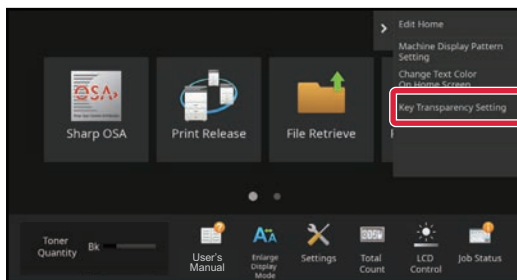 Edit Home
Machine Display Pattern
Setting
Change Text Color
On Home Screen
Key Transparency Setting
OSA
Sharp OSA
Print Release
File Retrieve
Toner
Quantity
Bk
User's
Manual
Enlarge
Display
Mode
Settings
Total
Count
LCD
Control
Job Status